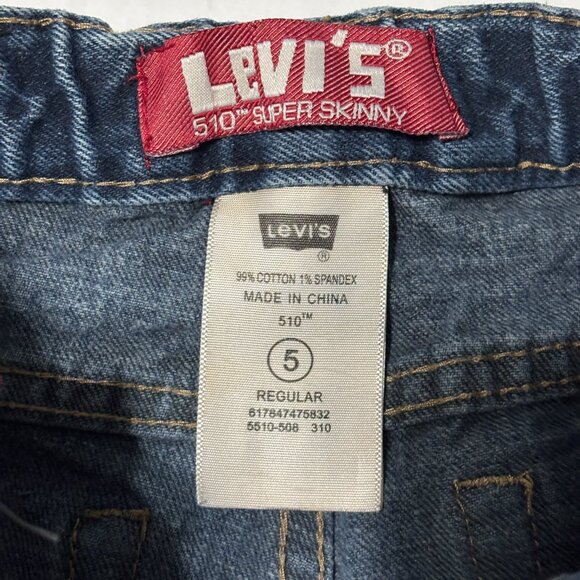 LeVI'S®
510™ SUPER SKINNY
LeVI'S
®
99% COTTON 1% SPANDEX
MADE IN CHINA
510™
5
REGULAR
617847475832
5510-508 310